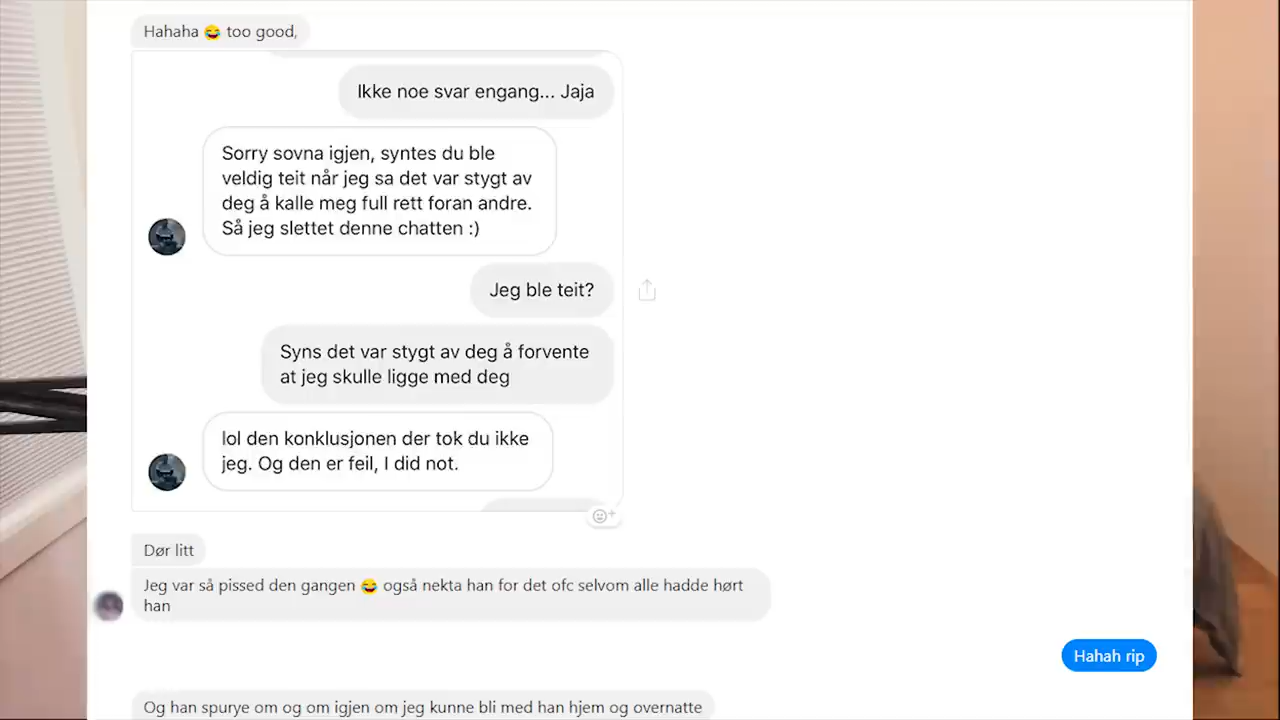 Hahaha 😂 too good,
Ikke noe svar engang... Jaja
Sorry sovna igjen, syntes du ble
veldig teit når jeg sa det var stygt av
deg å kalle meg full rett foran andre.
Så jeg slettet denne chatten :)
Jeg ble teit?
Syns det var stygt av deg å forvente
at jeg skulle ligge med deg
lol den konklusjonen der tok du ikke
jeg. Og den er feil, I did not.
Dør litt
Jeg var så pissed den gangen 😂 også nekta han for det ofc selvom alle hadde hørt
han
Hahah rip
Og han spurye om og om igjen om jeg kunne bli med han hjem og overnatte